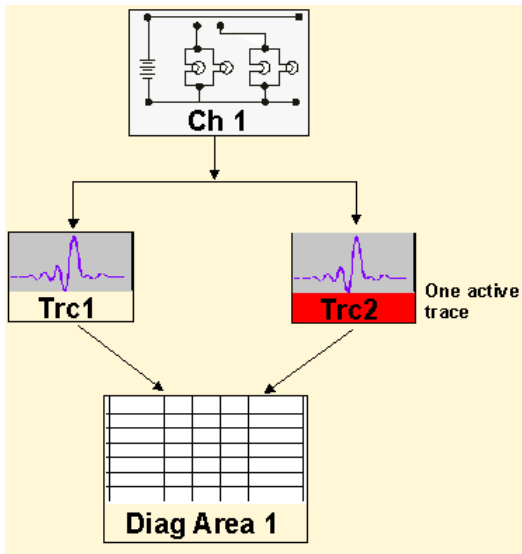 Ch 1
Trc1
Trc2
One active
trace
Diag Area 1